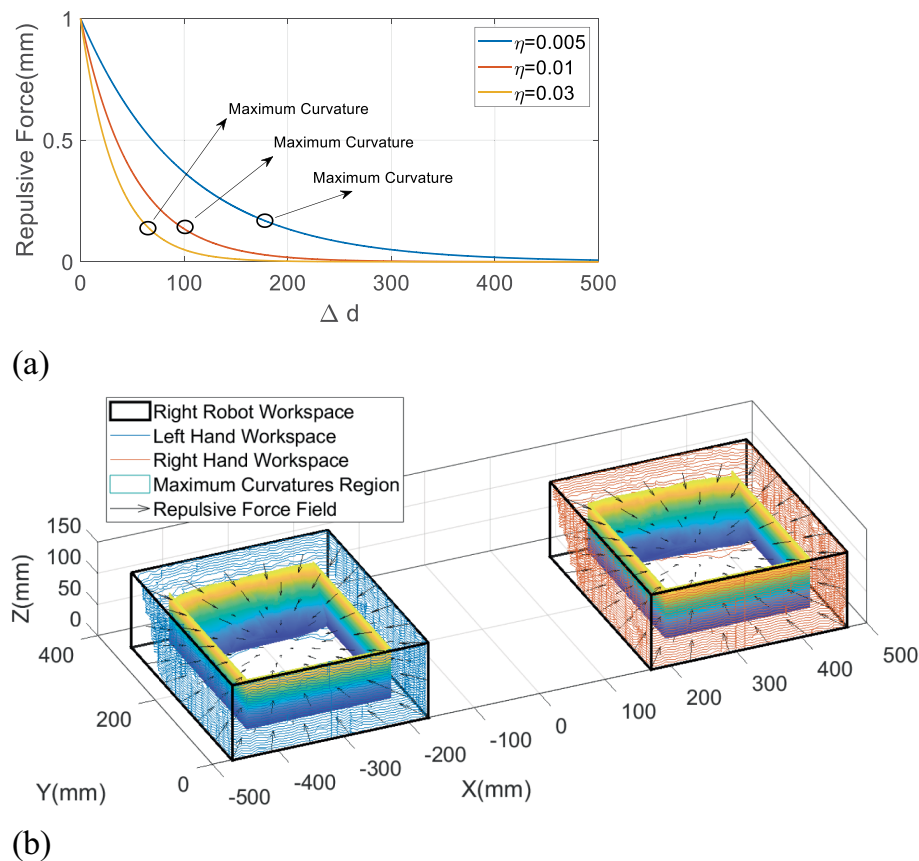 1
0.5
0
Repulsive Force(mm)
η=0.005
η=0.01
η=0.03
Maximum Curvature
Maximum Curvature
Maximum Curvature
0 100 200 300 400 500
Δ d
(a)
Right Robot Workspace
Left Hand Workspace
Right Hand Workspace
Maximum Curvatures Region
Repulsive Force Field
150
100
50
0
Z(mm)
400
200
0
Y(mm)
-500 -400 -300 -200 -100 0 100 200 300 400 500
X(mm)
(b)